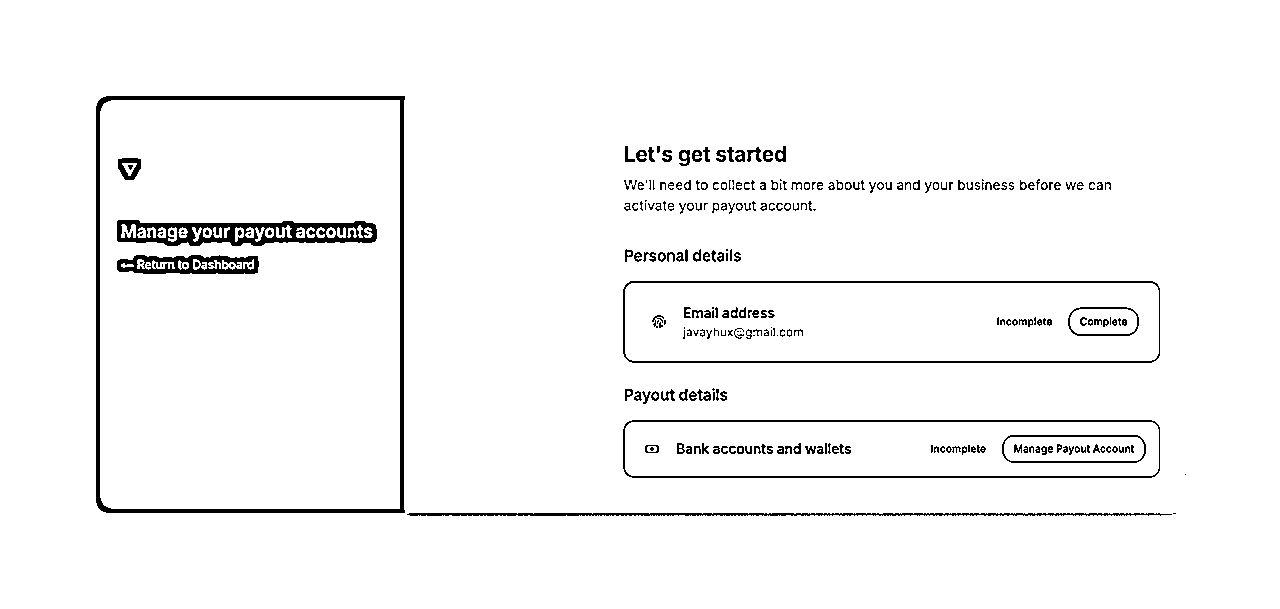 Manage your payout accounts
← Return to Dashboard
Let's get started
We'll need to collect a bit more about you and your business before we can
activate your payout account.
Personal details
Email address
javayhux@gmail.com
Incomplete
Complete
Payout details
Bank accounts and wallets
Incomplete
Manage Payout Account